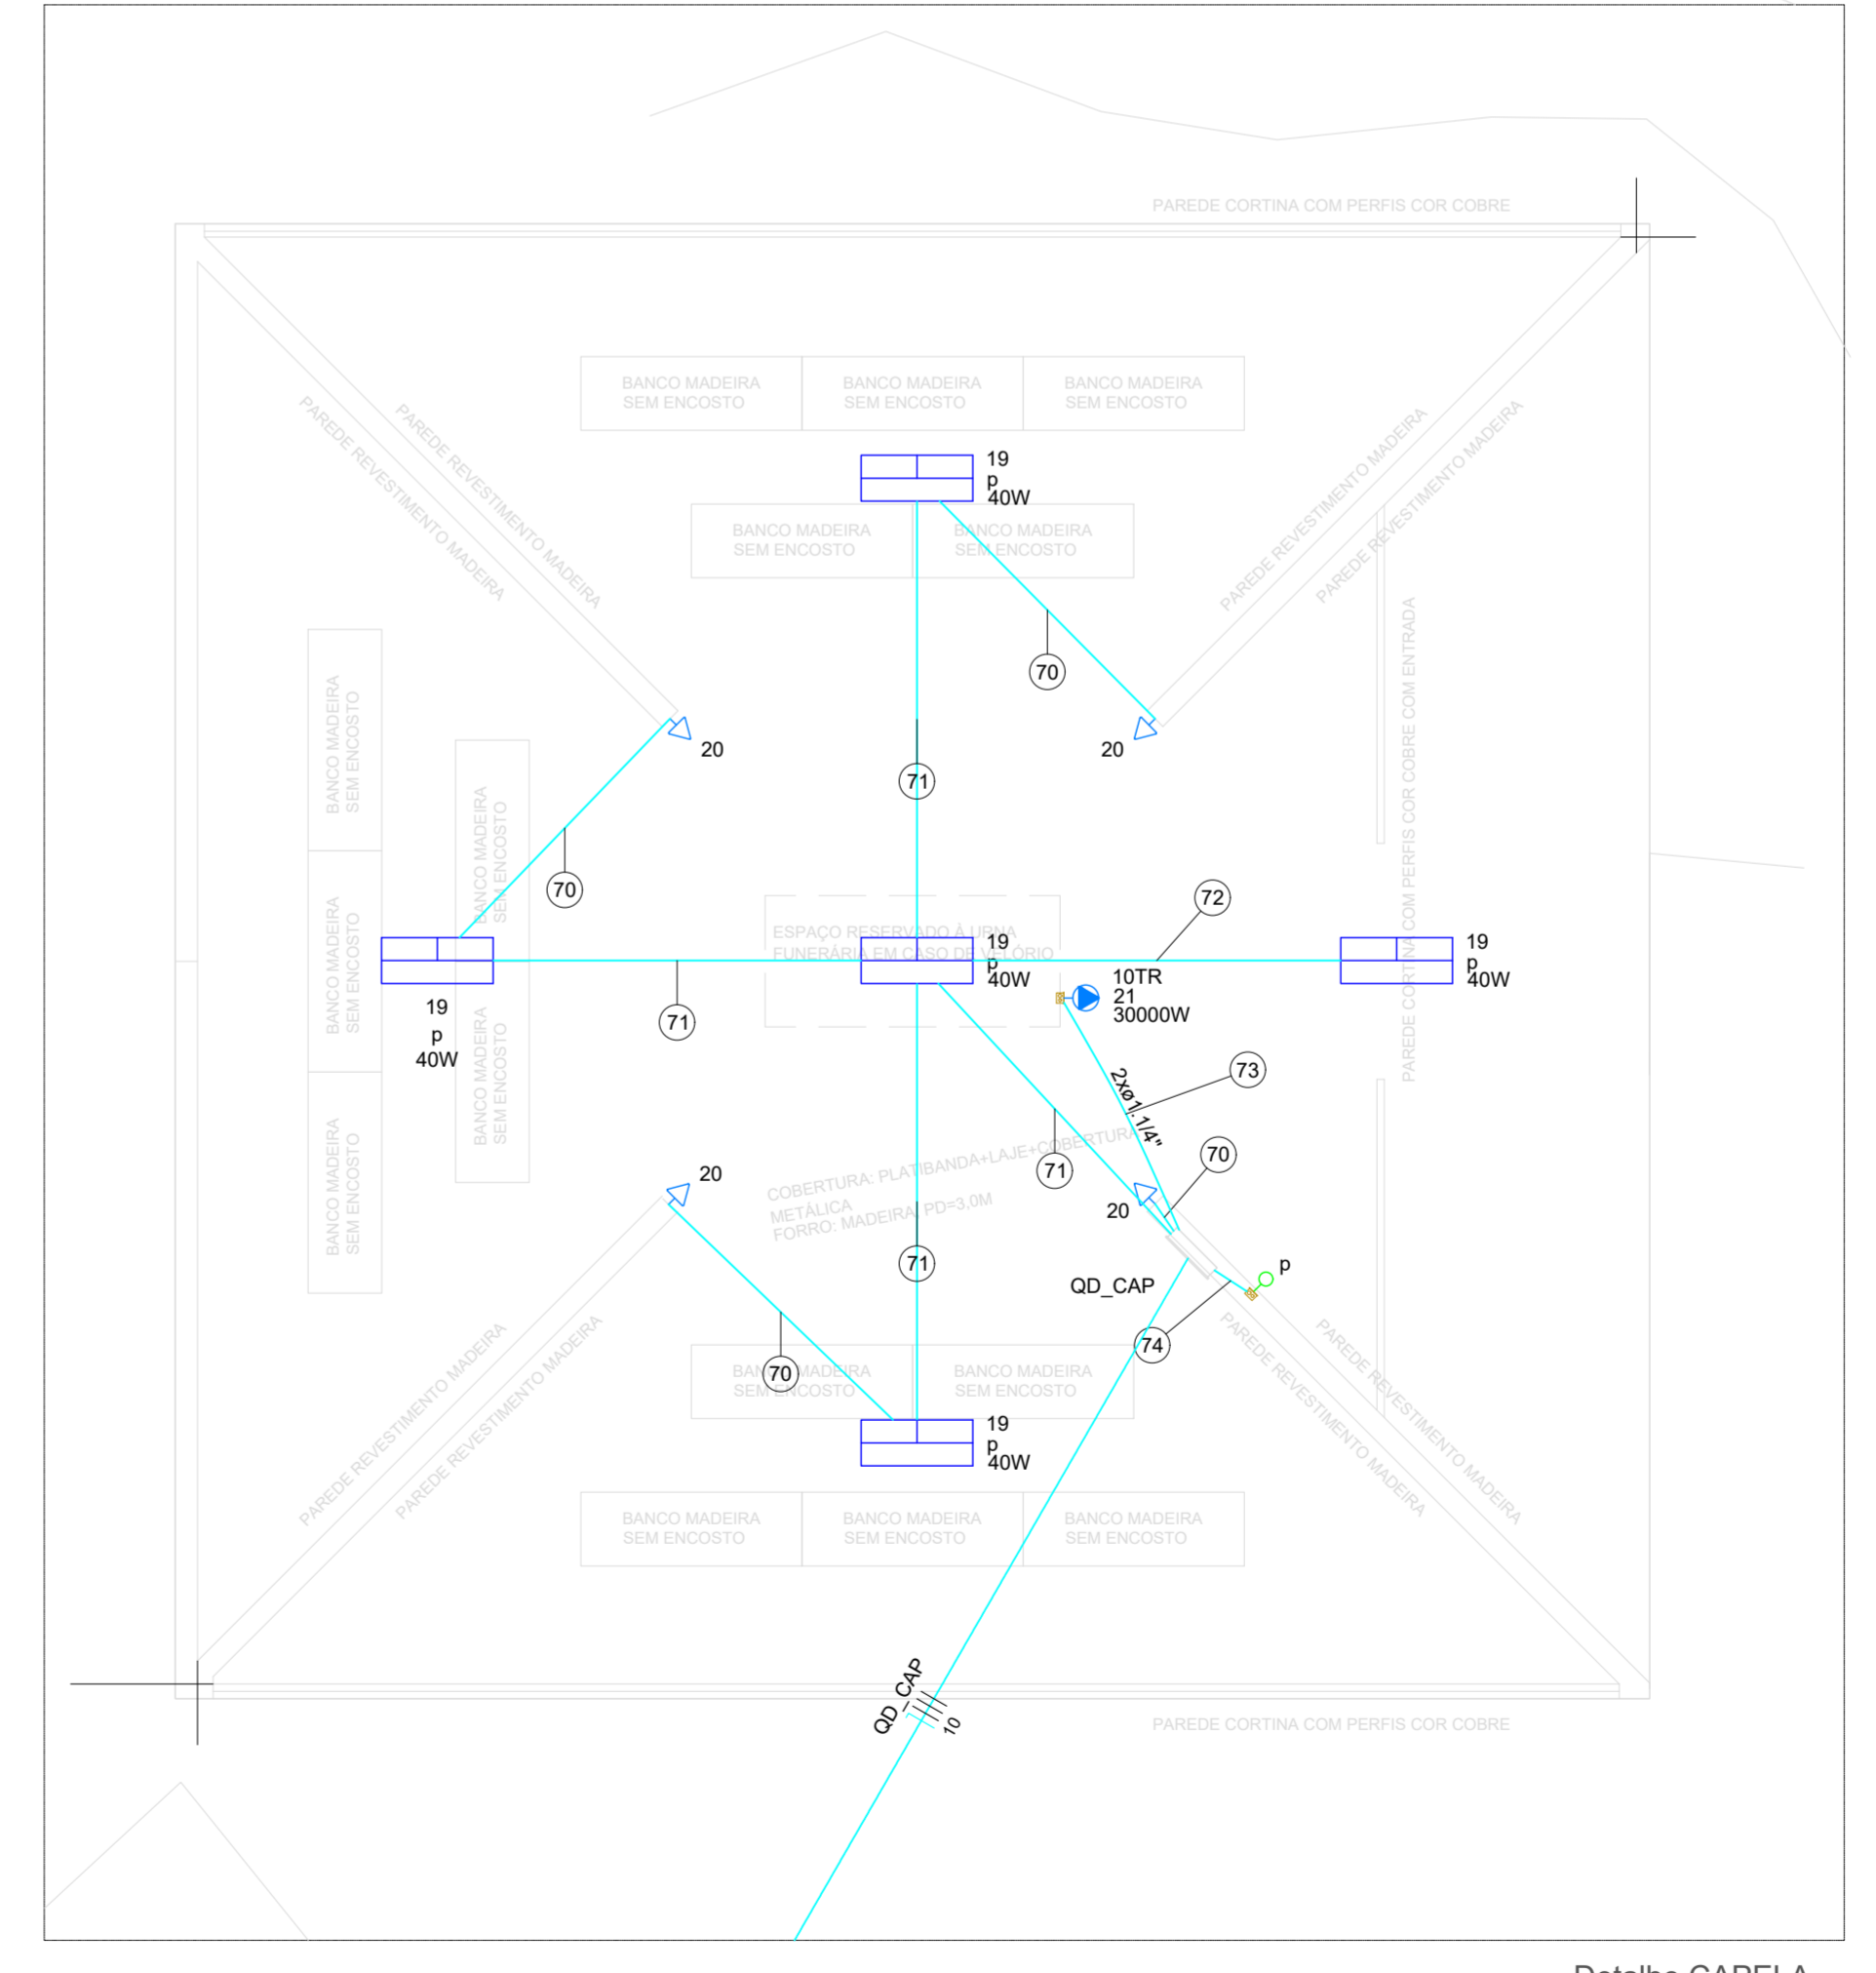 PAREDE CORTINA COM PERFIS COR COBRE
BANCO MADEIRA
SEM ENCOSTO
BANCO MADEIRA
SEM ENCOSTO
BANCO MADEIRA
SEM ENCOSTO
PAREDE REVESTIMENTO MADEIRA
PAREDE REVESTIMENTO MADEIRA
PAREDE REVESTIMENTO MADEIRA
PAREDE REVESTIMENTO MADEIRA
19
p
40W
BANCO MADEIRA
SEM ENCOSTO
BANCO MADEIRA
SEM ENCOSTO
70
20
20
71
BANCO MADEIRA
SEM ENCOSTO
BANCO MADEIRA
SEM ENCOSTO
70
72
PAREDE CORTINA COM PERFIS COR COBRE COM ENTRADA
ESPAÇO RESERVADO À URNA
FUNERÁRIA EM CASO DE VELÓRIO
19
p
40W
19
p
40W
10TR
21
30000W
BANCO MADEIRA
SEM ENCOSTO
19
p
40W
71
BANCO MADEIRA
SEM ENCOSTO
73
2xø1.1/4"
BANCO MADEIRA
SEM ENCOSTO
71
70
20
COBERTURA: PLATIBANDA+LAJE+COBERTURA
METÁLICA
FORRO: MADEIRA, PD=3,0M
20
71
p
QD_CAP
74
70
BANCO MADEIRA
SEM ENCOSTO
BANCO MADEIRA
SEM ENCOSTO
PAREDE REVESTIMENTO MADEIRA
PAREDE REVESTIMENTO MADEIRA
PAREDE REVESTIMENTO MADEIRA
PAREDE REVESTIMENTO MADEIRA
19
p
40W
BANCO MADEIRA
SEM ENCOSTO
BANCO MADEIRA
SEM ENCOSTO
BANCO MADEIRA
SEM ENCOSTO
QD_CAP
10
PAREDE CORTINA COM PERFIS COR COBRE
Detalhe CAPELA